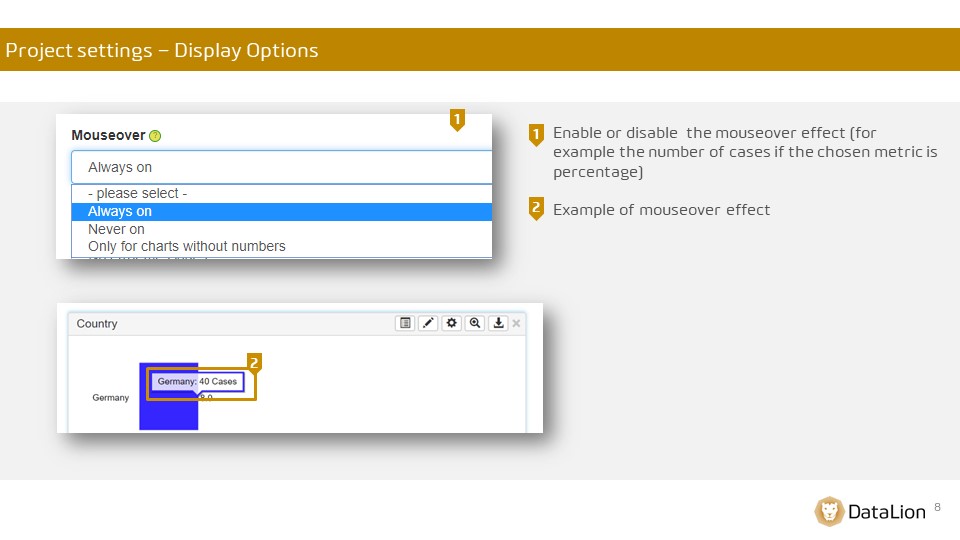 Project settings – Display Options
Mouseover ?
1
Always on
- please select -
Always on
Never on
Only for charts without numbers
1 Enable or disable the mouseover effect (for
example the number of cases if the chosen metric is
percentage)
2 Example of mouseover effect
Country
2
Germany: 40 Cases
Germany
DataLion 8